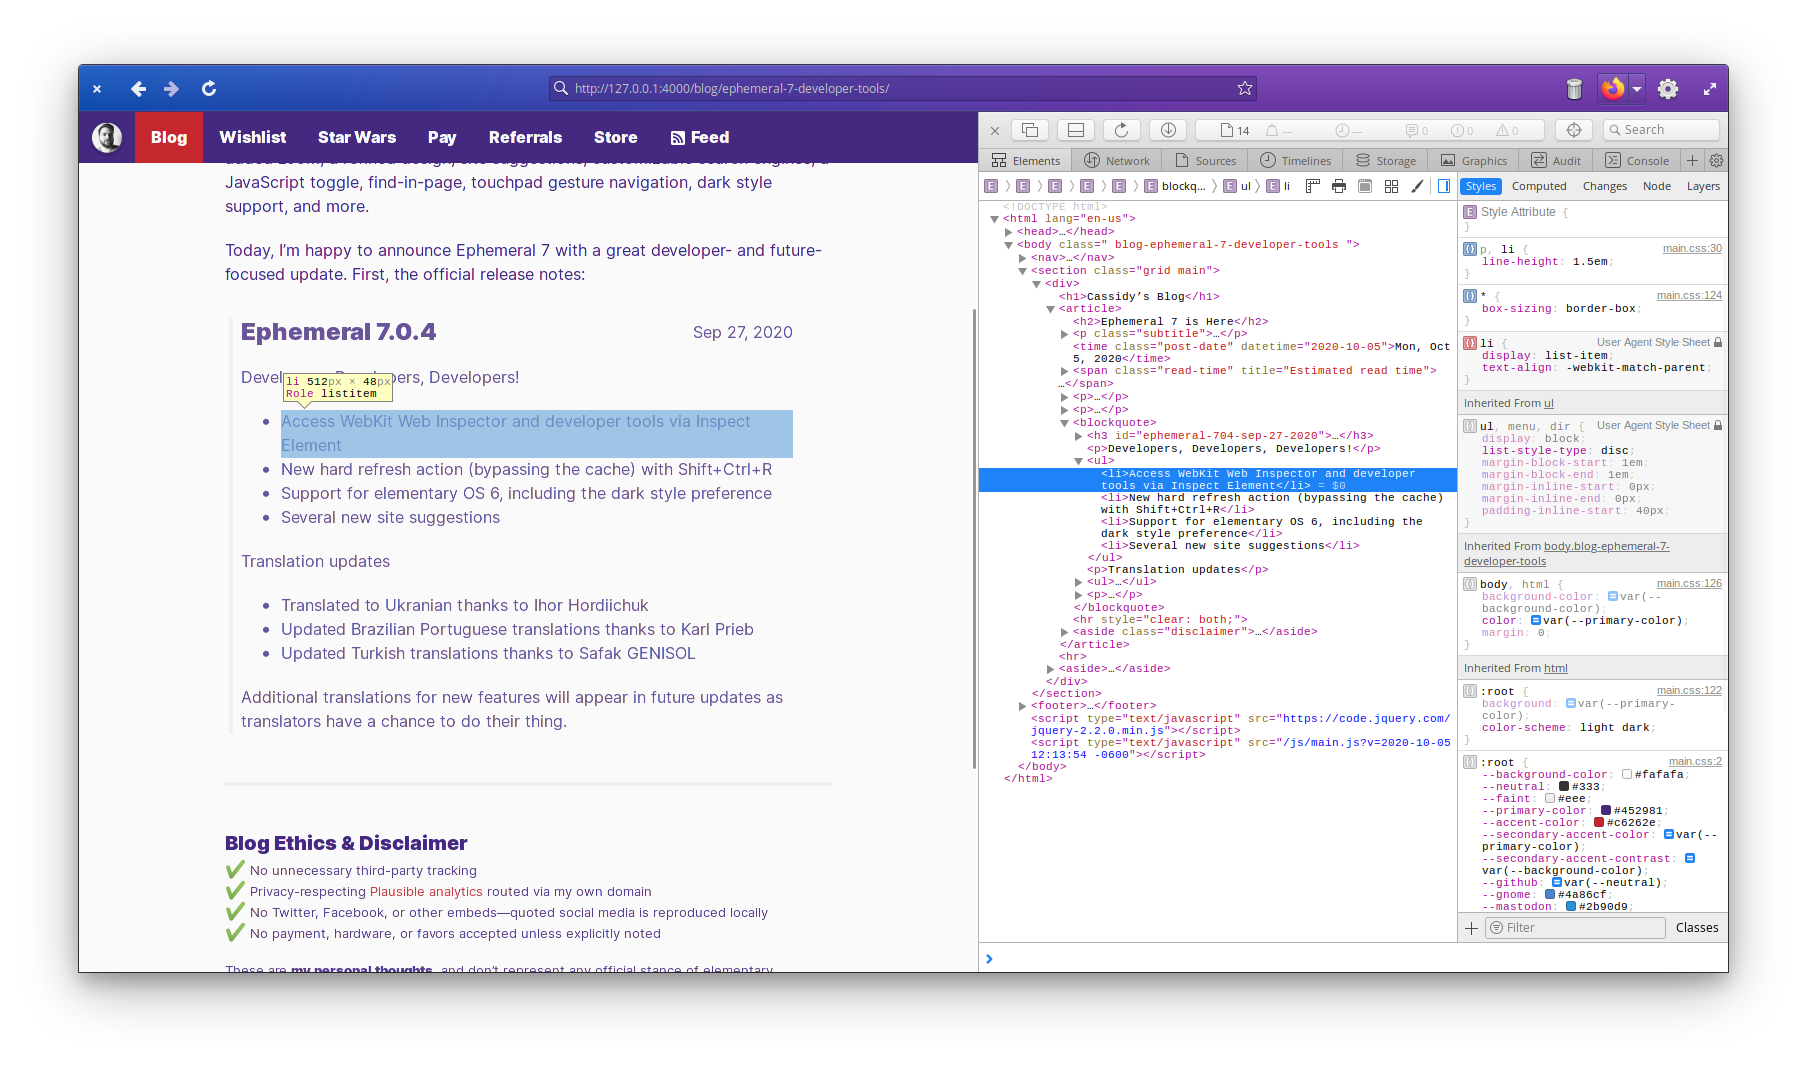 http://127.0.0.1:4000/blog/ephemeral-7-developer-tools/
Blog Wishlist Star Wars Pay Referrals Store Feed
JavaScript toggle, find-in-page, touchpad gesture navigation, dark style
support, and more.
Today, I’m happy to announce Ephemeral 7 with a great developer- and future-
focused update. First, the official release notes:
Ephemeral 7.0.4 Sep 27, 2020
Developers, Developers, Developers!
li 512px × 48px
Role listitem
Access WebKit Web Inspector and developer tools via Inspect
Element
New hard refresh action (bypassing the cache) with Shift+Ctrl+R
Support for elementary OS 6, including the dark style preference
Several new site suggestions
Translation updates
Translated to Ukranian thanks to Ihor Hordiichuk
Updated Brazilian Portuguese translations thanks to Karl Prieb
Updated Turkish translations thanks to Safak GENISOL
Additional translations for new features will appear in future updates as
translators have a chance to do their thing.
Blog Ethics & Disclaimer
No unnecessary third-party tracking
Privacy-respecting Plausible analytics routed via my own domain
No Twitter, Facebook, or other embeds—quoted social media is reproduced locally
No payment, hardware, or favors accepted unless explicitly noted
These are my personal thoughts, and don’t represent any official stance of elementary
14 — — 0 0 0 Search
Elements Network Sources Timelines Storage Graphics Audit Console
E E E E E E blockq... E ul E li
<!DOCTYPE html>
<html lang="en-us">
<head>…</head>
<body class=" blog-ephemeral-7-developer-tools ">
<nav>…</nav>
<section class="grid main">
<div>
<h1>Cassidy’s Blog</h1>
<article>
<h2>Ephemeral 7 is Here</h2>
<p class="subtitle">…</p>
<time class="post-date" datetime="2020-10-05">Mon, Oct
5, 2020</time>
<span class="read-time" title="Estimated read time">
…</span>
<p>…</p>
<p>…</p>
<blockquote>
<h3 id="ephemeral-704-sep-27-2020">…</h3>
<p>Developers, Developers, Developers!</p>
<ul>
<li>Access WebKit Web Inspector and developer
tools via Inspect Element</li> = $0
<li>New hard refresh action (bypassing the cache)
with Shift+Ctrl+R</li>
<li>Support for elementary OS 6, including the
dark style preference</li>
<li>Several new site suggestions</li>
</ul>
<p>Translation updates</p>
<ul>…</ul>
<p>…</p>
</blockquote>
<hr style="clear: both;">
<aside class="disclaimer">…</aside>
</article>
<hr>
<aside>…</aside>
</div>
</section>
<footer>…</footer>
<script type="text/javascript" src="https://code.jquery.com/
jquery-2.2.0.min.js"></script>
<script type="text/javascript" src="/js/main.js?v=2020-10-05
12:13:54 -0600"></script>
</body>
</html>
Styles Computed Changes Node Layers
E Style Attribute {
}
p, li { main.css:30
line-height: 1.5em;
}
* { main.css:124
box-sizing: border-box;
}
li { User Agent Style Sheet
display: list-item;
text-align: -webkit-match-parent;
}
Inherited From ul
ul, menu, dir { User Agent Style Sheet
display: block;
list-style-type: disc;
margin-block-start: 1em;
margin-block-end: 1em;
margin-inline-start: 0px;
margin-inline-end: 0px;
padding-inline-start: 40px;
}
Inherited From body.blog-ephemeral-7-
developer-tools
body, html { main.css:126
background-color: var(--
background-color);
color: var(--primary-color);
margin: 0;
}
Inherited From html
:root { main.css:122
background: var(--primary-
color);
color-scheme: light dark;
}
:root { main.css:2
--background-color: #fafafa;
--neutral: #333;
--faint: #eee;
--primary-color: #452981;
--accent-color: #c6262e;
--secondary-accent-color: var(--
primary-color);
--secondary-accent-contrast:
var(--background-color);
--github: var(--neutral);
--gnome: #4a86cf;
--mastodon: #2b90d9;
Filter Classes